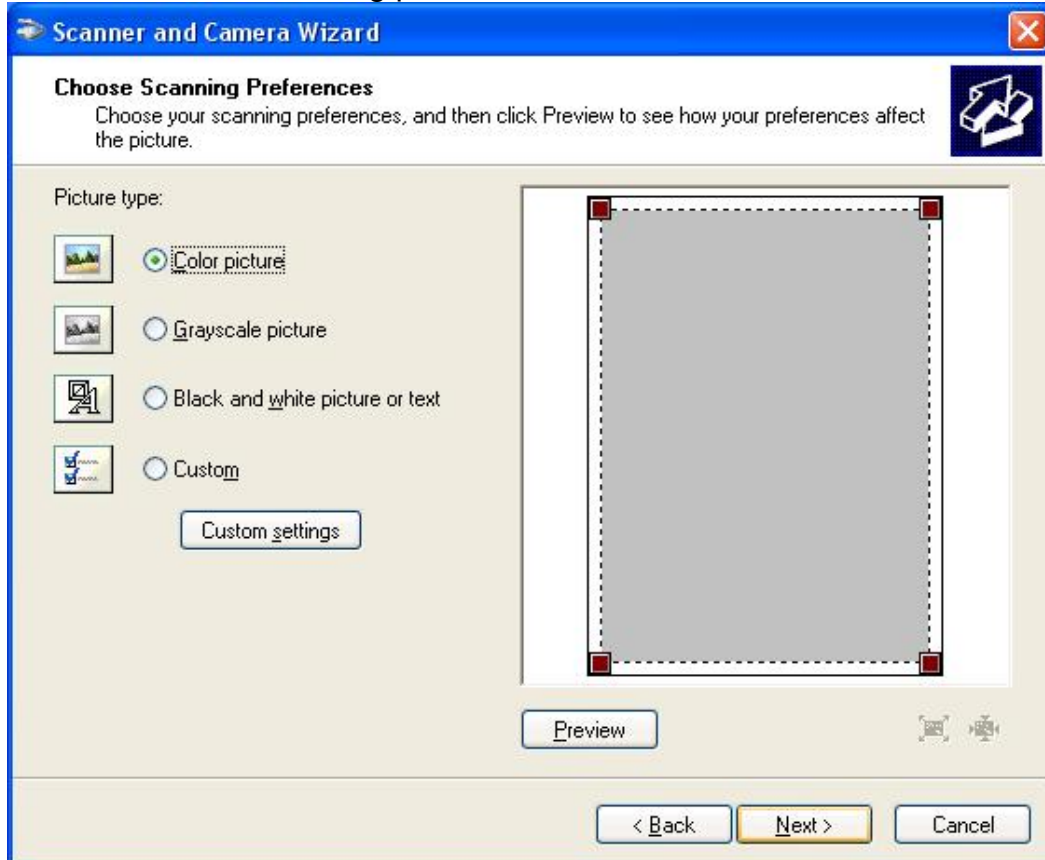 Scanner and Camera Wizard
Choose Scanning Preferences
Choose your scanning preferences, and then click Preview to see how your preferences affect
the picture.
Picture type:
Color picture
Grayscale picture
Black and white picture or text
Custom
Custom settings
Preview
< Back
Next >
Cancel